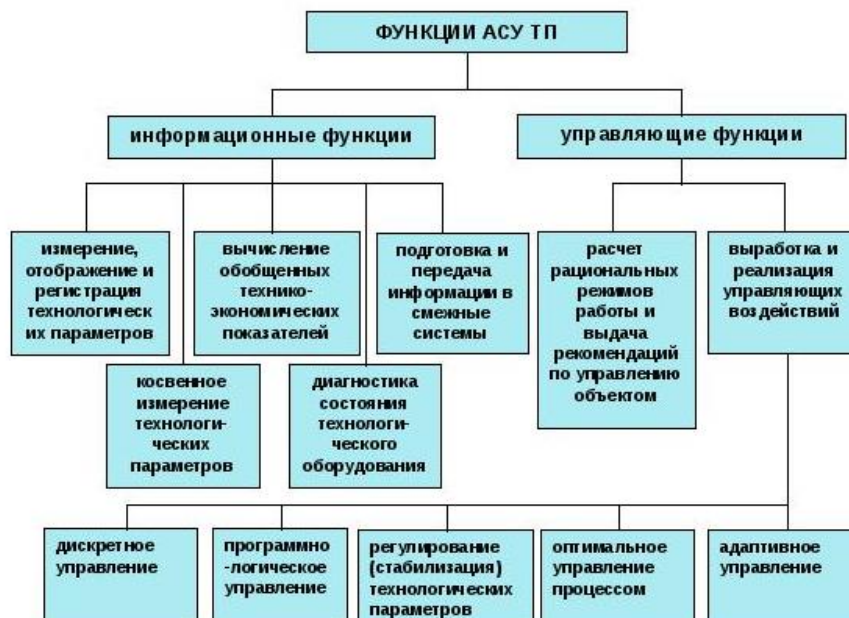 ФУНКЦИИ АСУ ТП
информационные функции
управляющие функции
измерение,
отображение и
регистрация
технологическ
их параметров
вычисление
обобщенных
технико-
экономических
показателей
подготовка и
передача
информации в
смежные
системы
расчет
рациональных
режимов
работы и
выдача
рекомендаций
по управлению
объектом
выработка и
реализация
управляющих
воздействий
косвенное
измерение
технологи-
ческих
параметров
диагностика
состояния
технологи-
ческого
оборудования
дискретное
управление
программно
-логическое
управление
регулирование
(стабилизация)
технологических
параметров
оптимальное
управление
процессом
адаптивное
управление